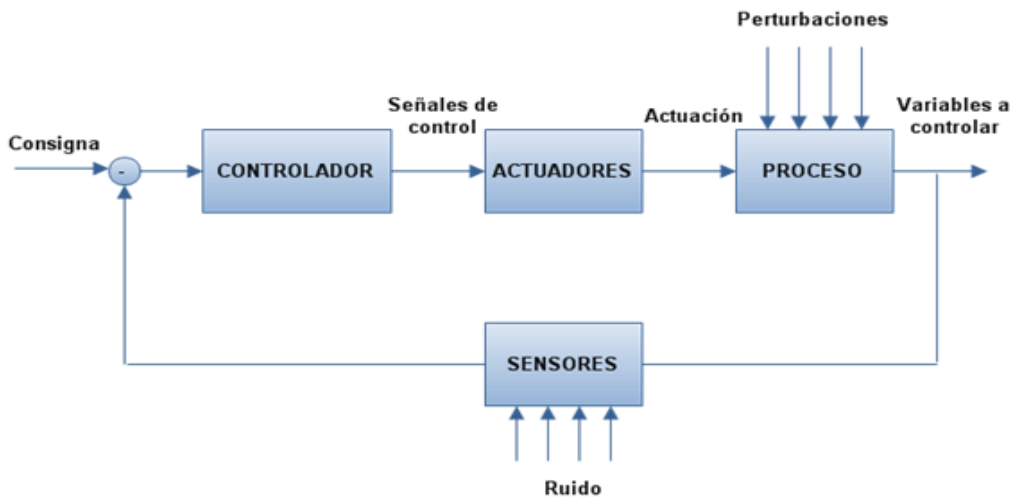 Perturbaciones
Señales de
control
Actuación
Variables a
controlar
Consigna
-
CONTROLADOR
ACTUADORES
PROCESO
SENSORES
Ruido